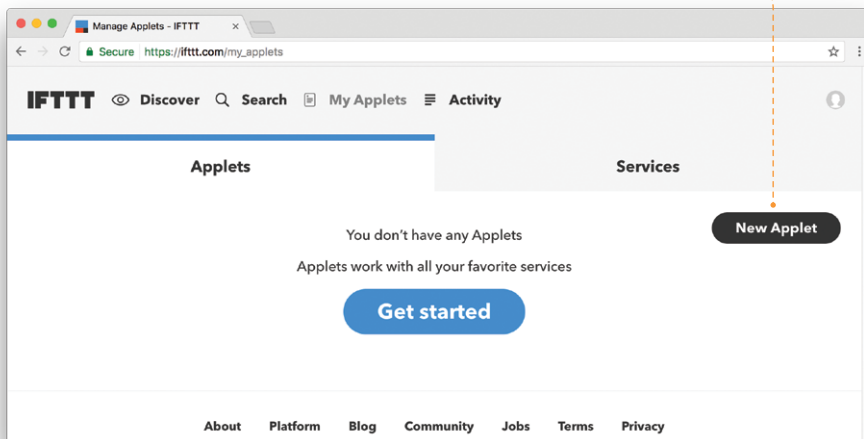 Manage Applets - IFTTT
Secure https://ifttt.com/my_applets
IFTTT Discover Search My Applets Activity
Applets Services
New Applet
You don't have any Applets
Applets work with all your favorite services
Get started
About Platform Blog Community Jobs Terms Privacy